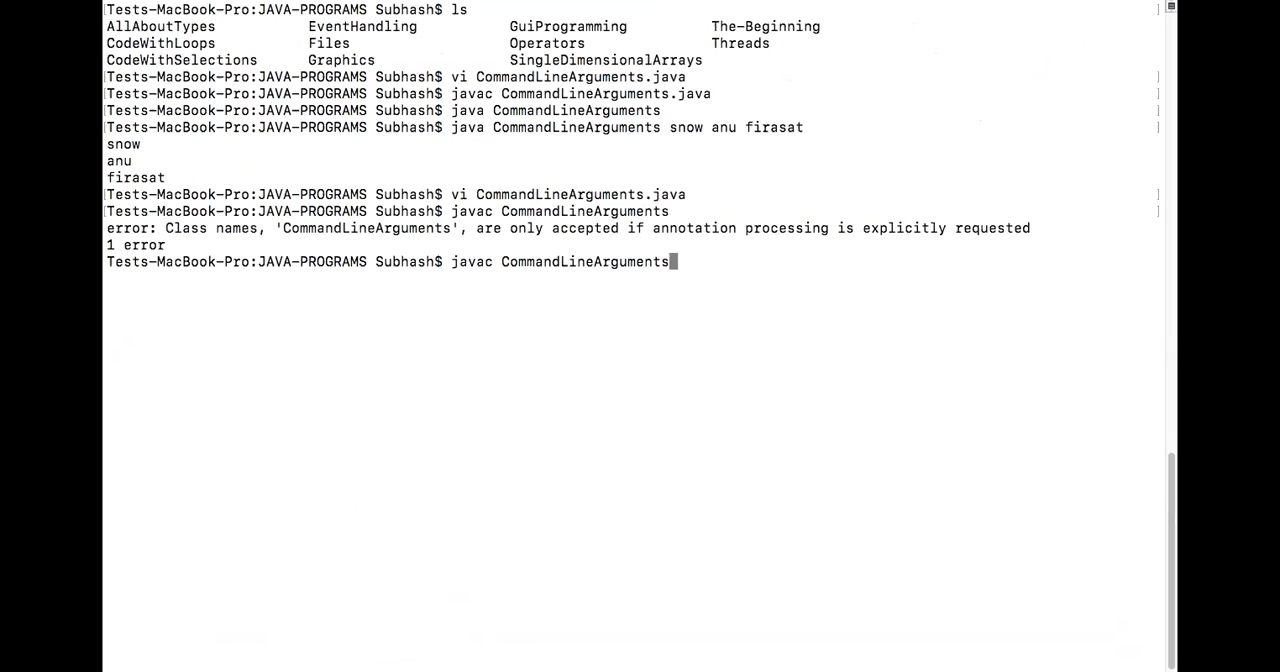 Tests-MacBook-Pro:JAVA-PROGRAMS Subhash$ ls
AllAboutTypes EventHandling GuiProgramming The-Beginning
CodeWithLoops Files Operators Threads
CodeWithSelections Graphics SingleDimensionalArrays
Tests-MacBook-Pro:JAVA-PROGRAMS Subhash$ vi CommandLineArguments.java
Tests-MacBook-Pro:JAVA-PROGRAMS Subhash$ javac CommandLineArguments.java
Tests-MacBook-Pro:JAVA-PROGRAMS Subhash$ java CommandLineArguments
Tests-MacBook-Pro:JAVA-PROGRAMS Subhash$ java CommandLineArguments snow anu firasat
snow
anu
firasat
Tests-MacBook-Pro:JAVA-PROGRAMS Subhash$ vi CommandLineArguments.java
Tests-MacBook-Pro:JAVA-PROGRAMS Subhash$ javac CommandLineArguments
error: Class names, 'CommandLineArguments', are only accepted if annotation processing is explicitly requested
1 error
Tests-MacBook-Pro:JAVA-PROGRAMS Subhash$ javac CommandLineArguments